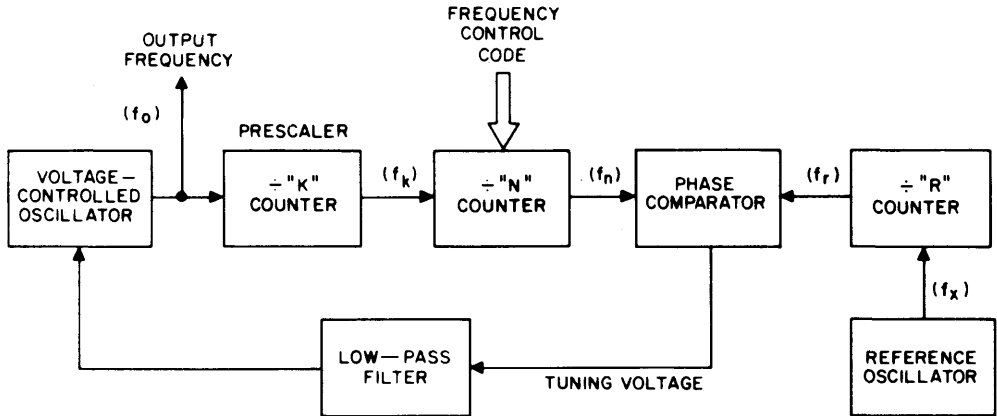 FREQUENCY
CONTROL
CODE
OUTPUT
FREQUENCY
(fo)
PRESCALER
VOLTAGE—
CONTROLLED
OSCILLATOR
÷"K"
COUNTER
(fk)
÷"N"
COUNTER
(fn)
PHASE
COMPARATOR
(fr)
÷"R"
COUNTER
(fx)
LOW—PASS
FILTER
TUNING VOLTAGE
REFERENCE
OSCILLATOR